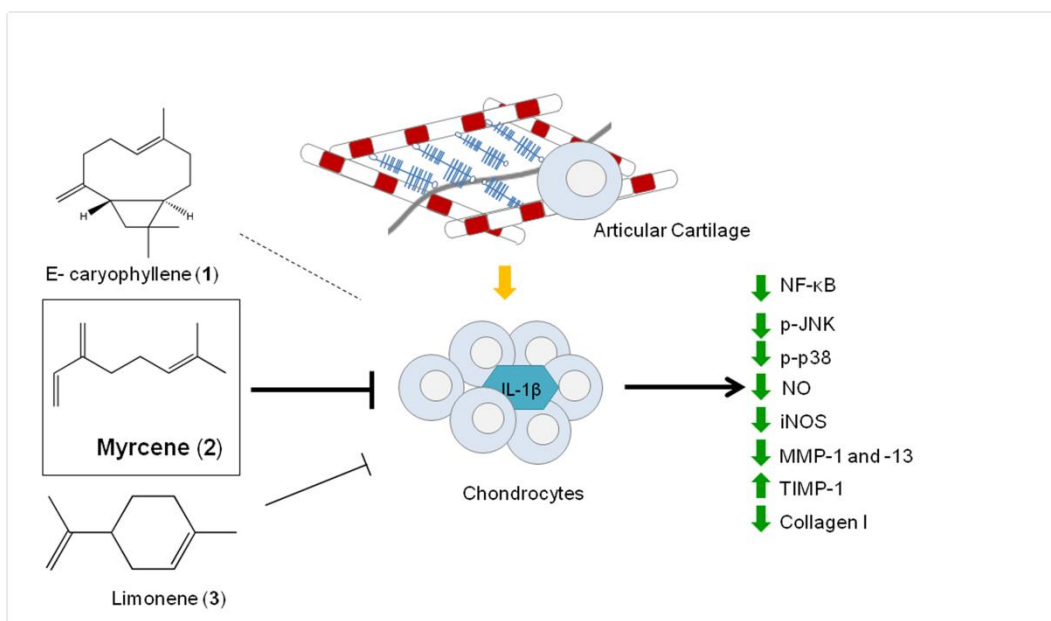 H
H
E- caryophyllene (1)
Myrcene (2)
Limonene (3)
Articular Cartilage
IL-1β
Chondrocytes
NF-κB
p-JNK
p-p38
NO
iNOS
MMP-1 and -13
TIMP-1
Collagen I